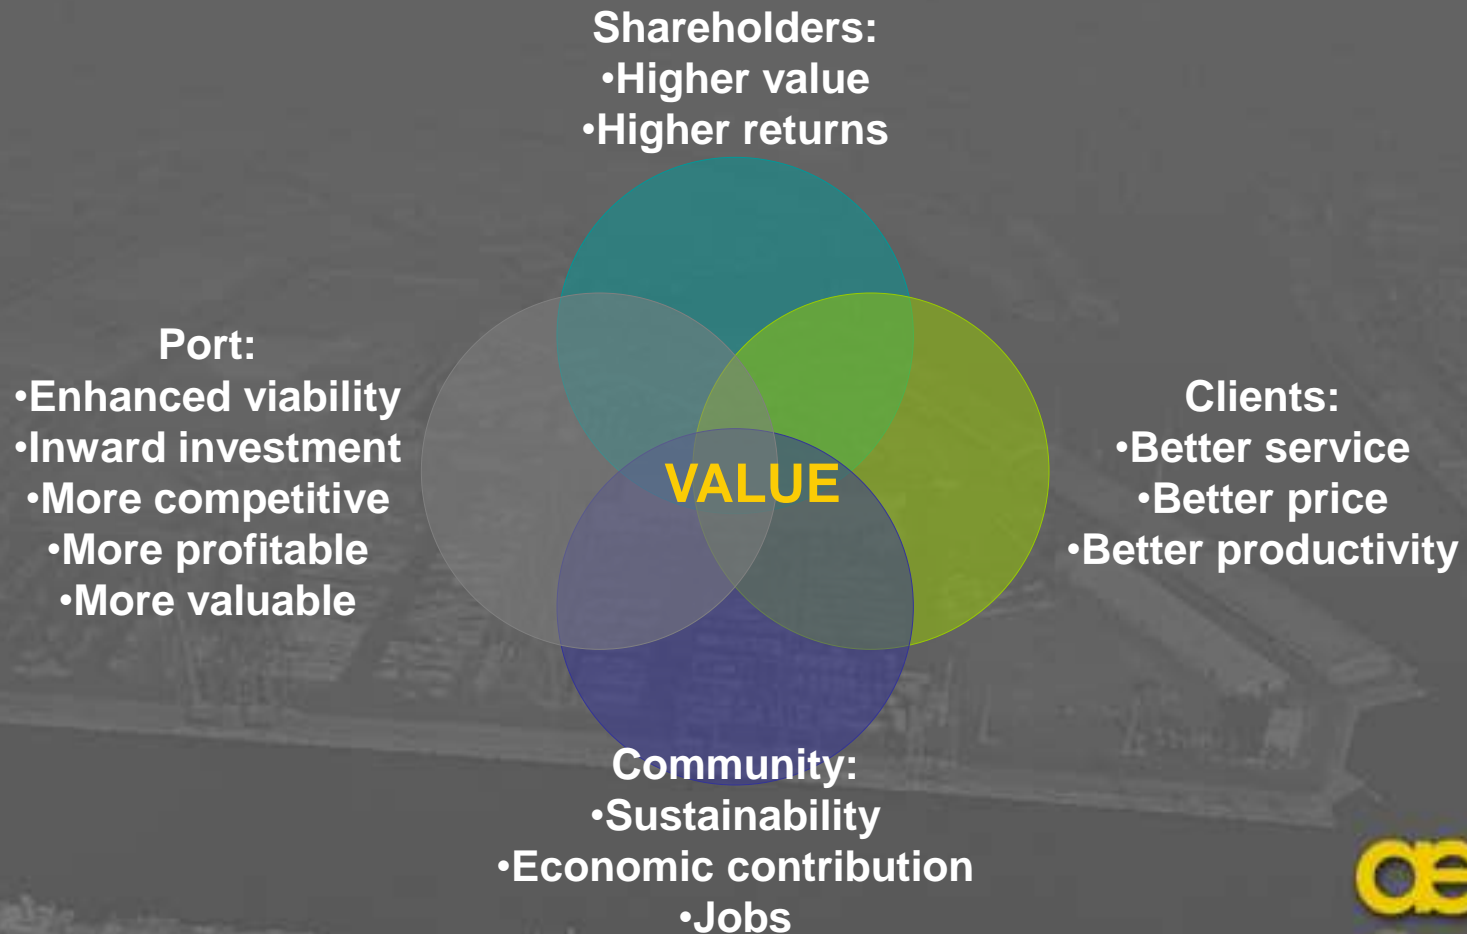 Shareholders:
•Higher value
•Higher returns
Port:
•Enhanced viability
•Inward investment
•More competitive
•More profitable
•More valuable
VALUE
Clients:
•Better service
•Better price
•Better productivity
Community:
•Sustainability
•Economic contribution
•Jobs